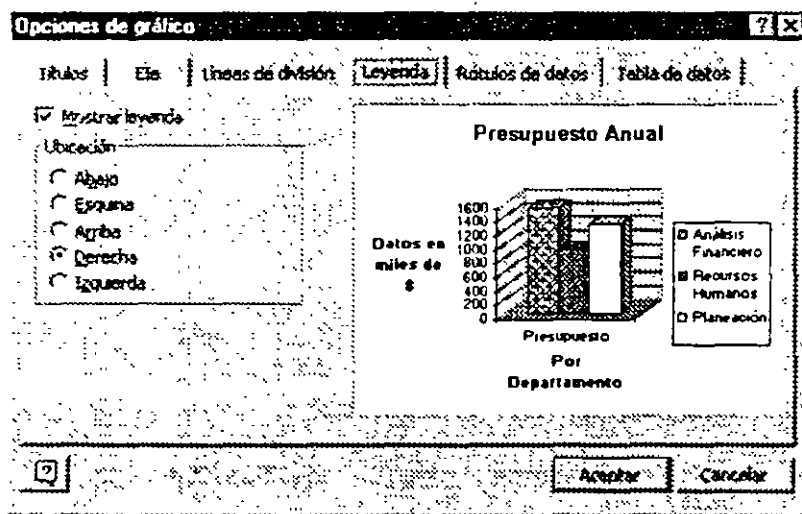 Opciones de gráfico
Títulos Eje Líneas de división Leyenda Rótulos de datos Tabla de datos
Mostrar leyenda
Ubicación
Abajo
Esquina
Arriba
Derecha
Izquierda
Presupuesto Anual
Datos en
miles de
$
1600
1400
1200
1000
800
600
400
200
0
Presupuesto
Por
Departamento
Análisis
Financiero
Recursos
Humanos
Planeación
Aceptar Cancelar